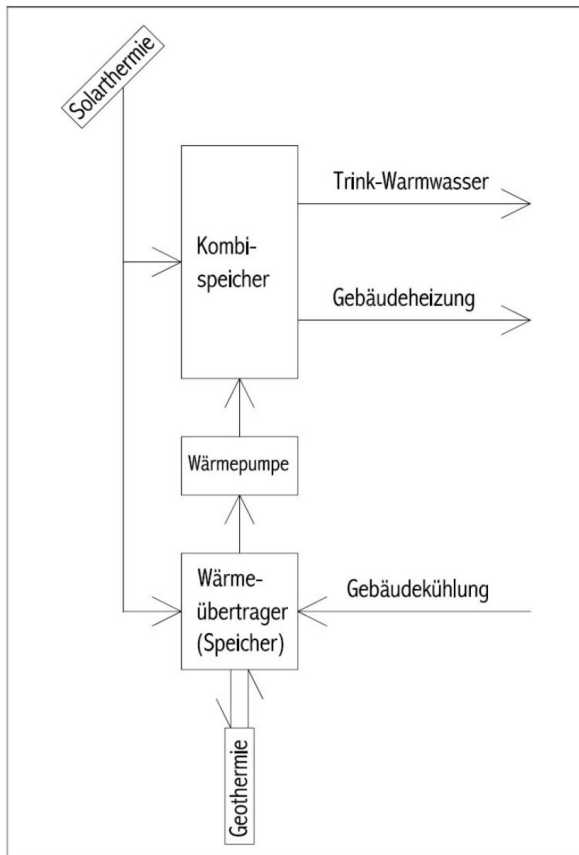 Solarthermie
Trink-Warmwasser
Kombi-
speicher
Gebäudeheizung
Wärmepumpe
Wärme-
übertrager
(Speicher)
Gebäudekühlung
Geothermie